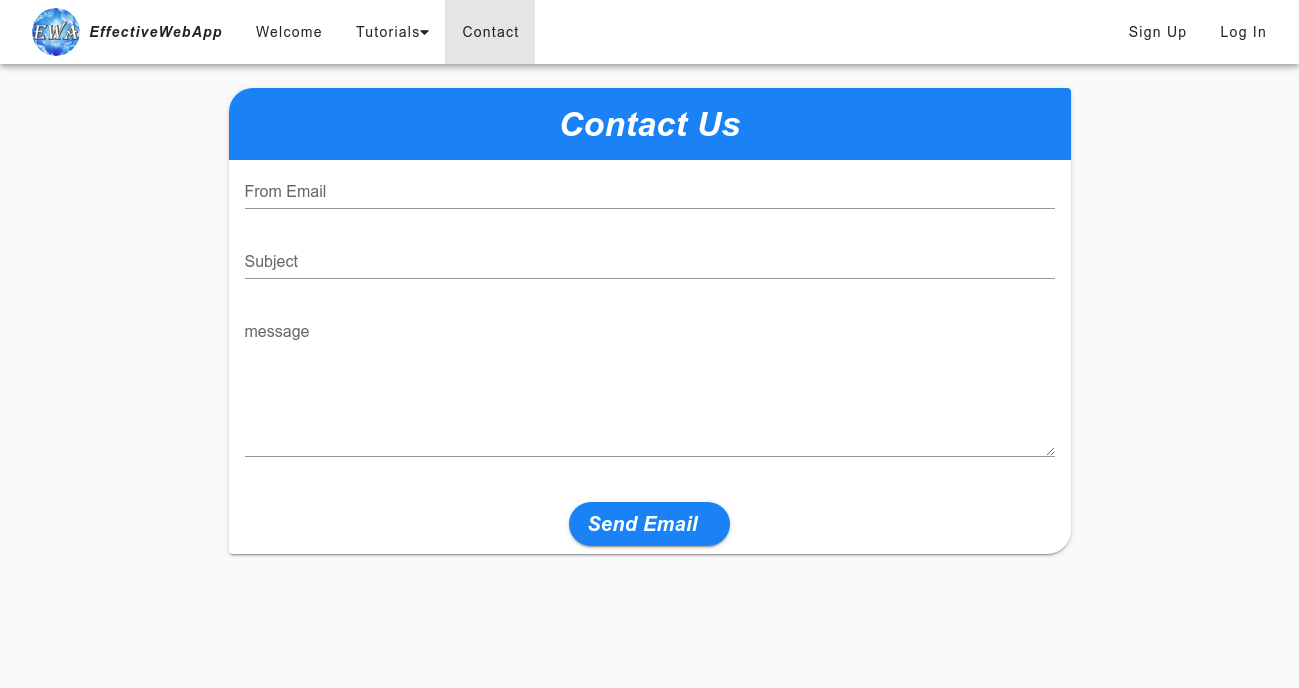 EWA EffectiveWebApp Welcome Tutorials Contact Sign Up Log In
Contact Us
From Email
Subject
message
Send Email